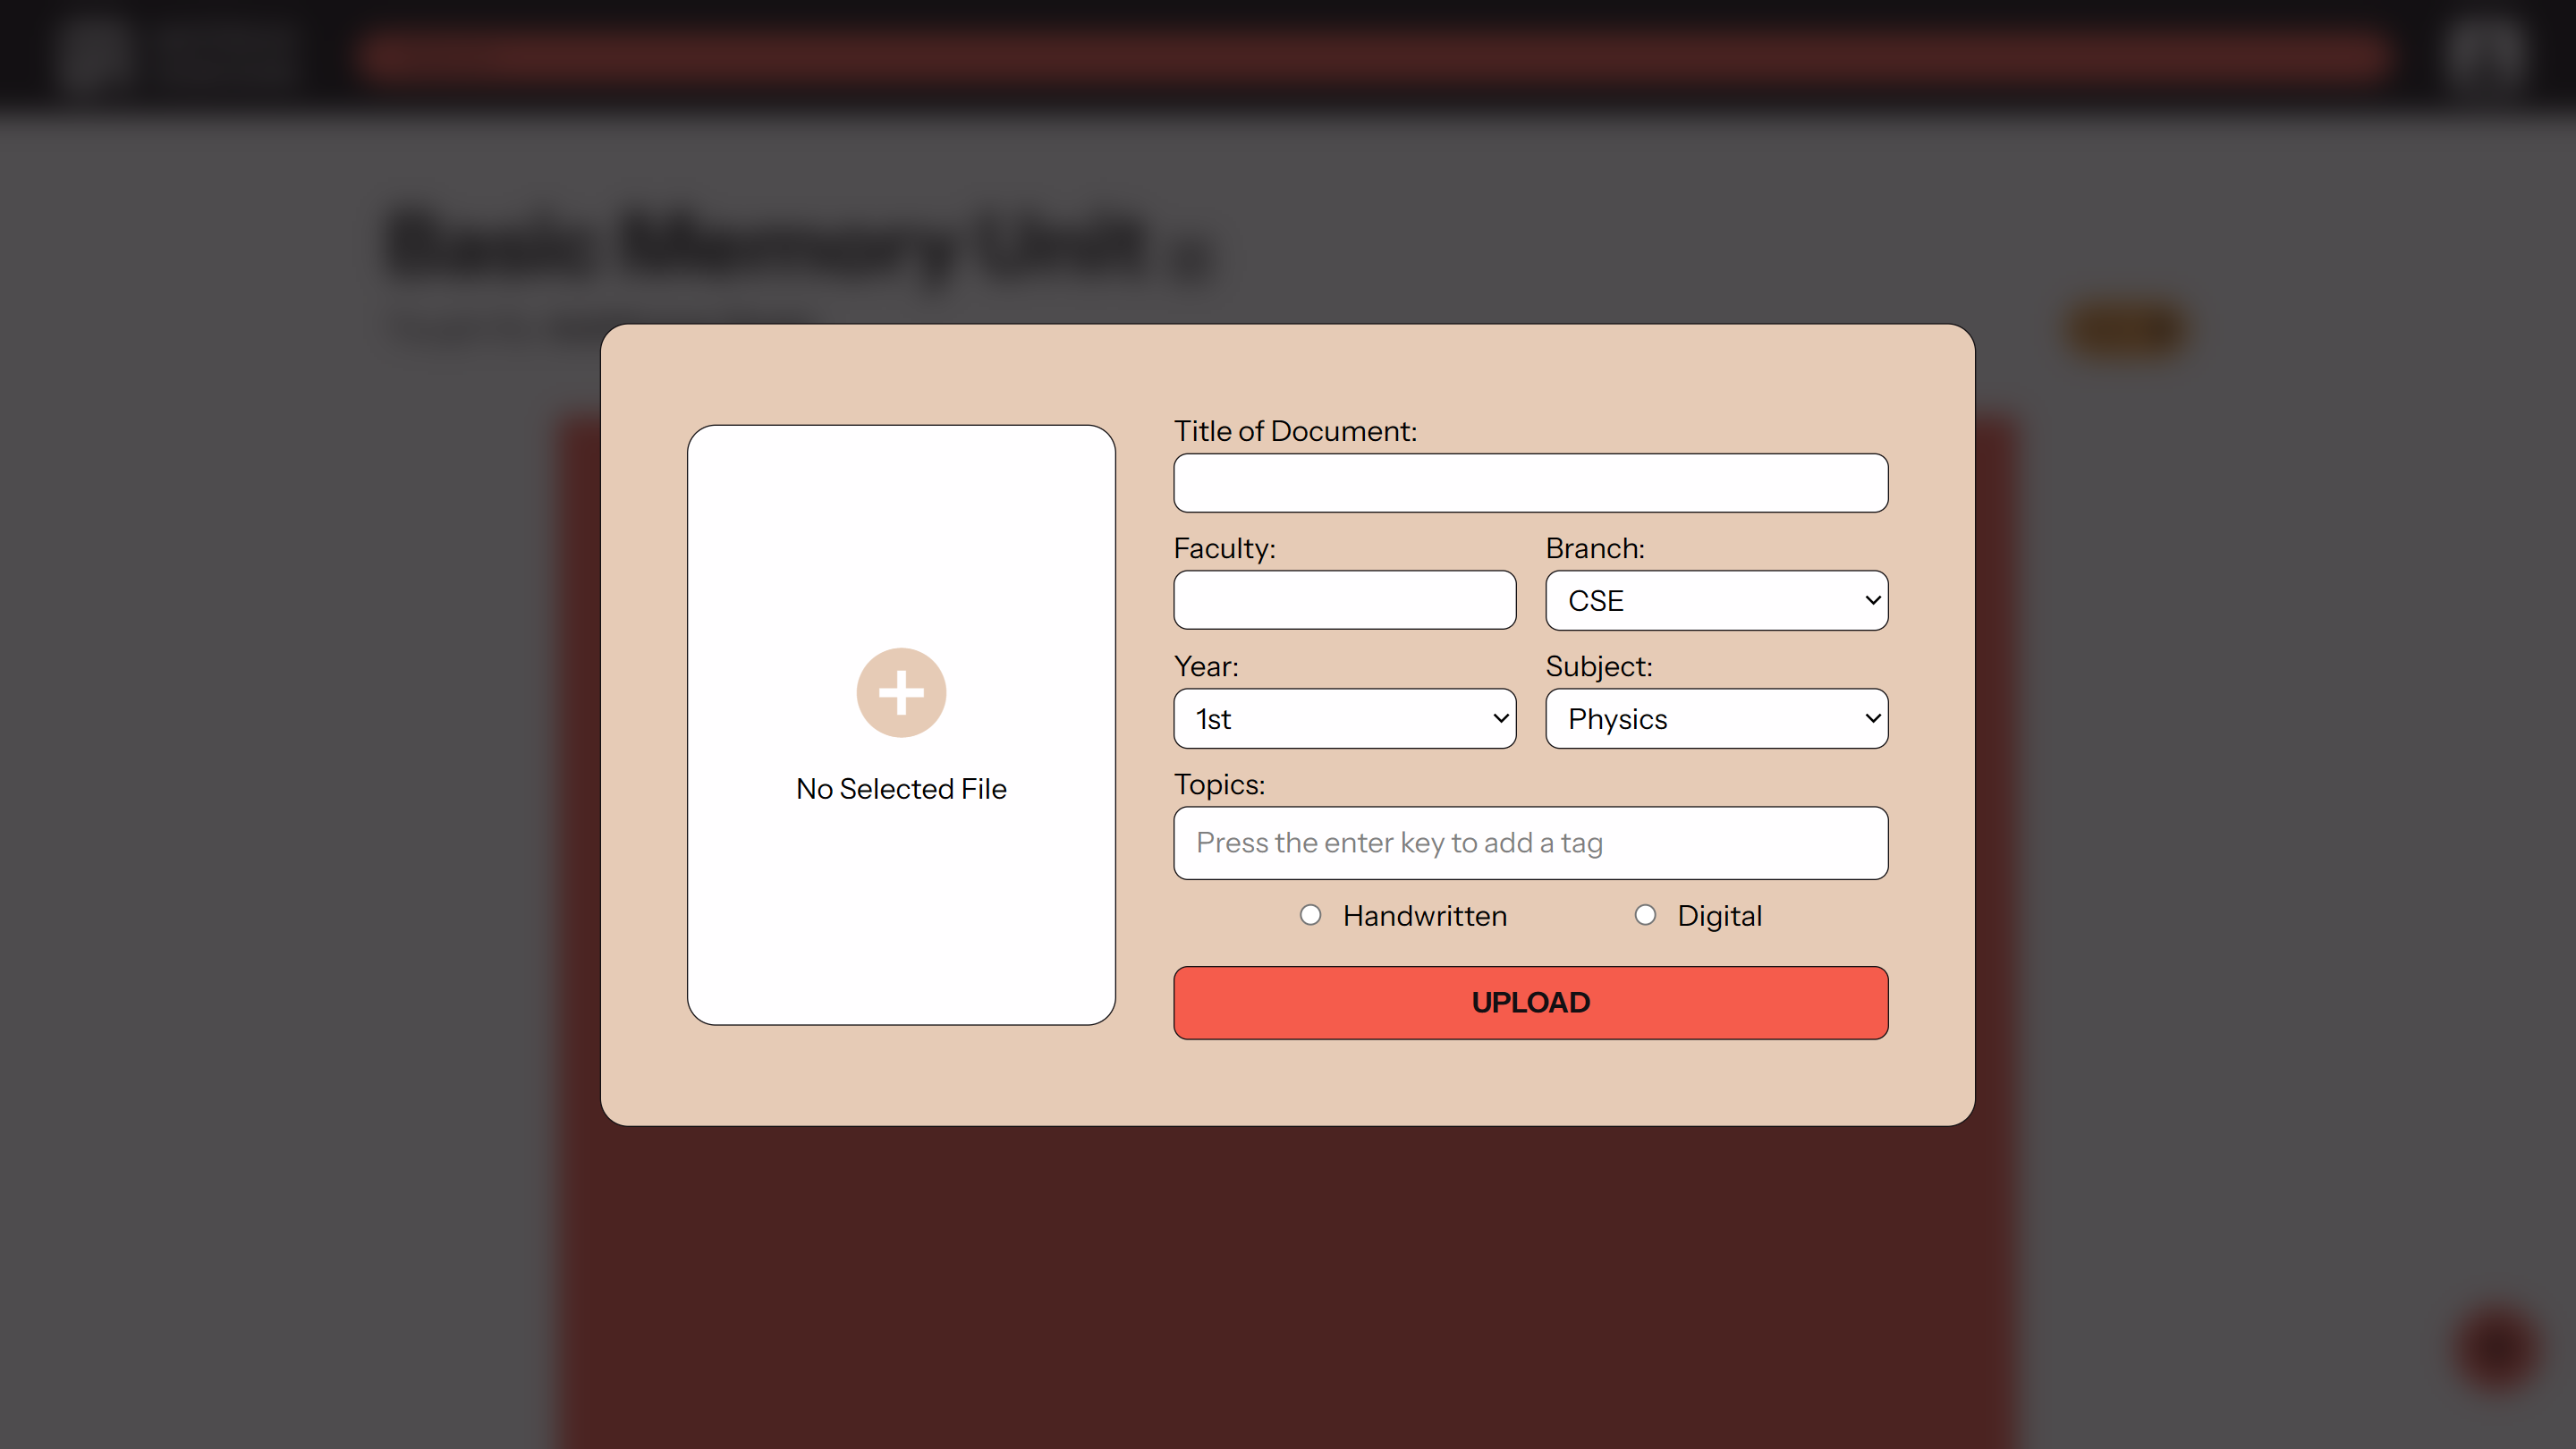 Basic Memory Unit
No Selected File
Title of Document:
Faculty:
Branch:
CSE
Year:
Subject:
1st
Physics
Topics:
Press the enter key to add a tag
Handwritten
Digital
UPLOAD